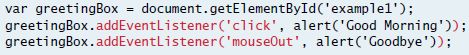 var greetingBox = document.getElementById('example1');
greetingBox.addEventListener('click', alert('Good Morning'));
greetingBox.addEventListener('mouseOut', alert('Goodbye'));